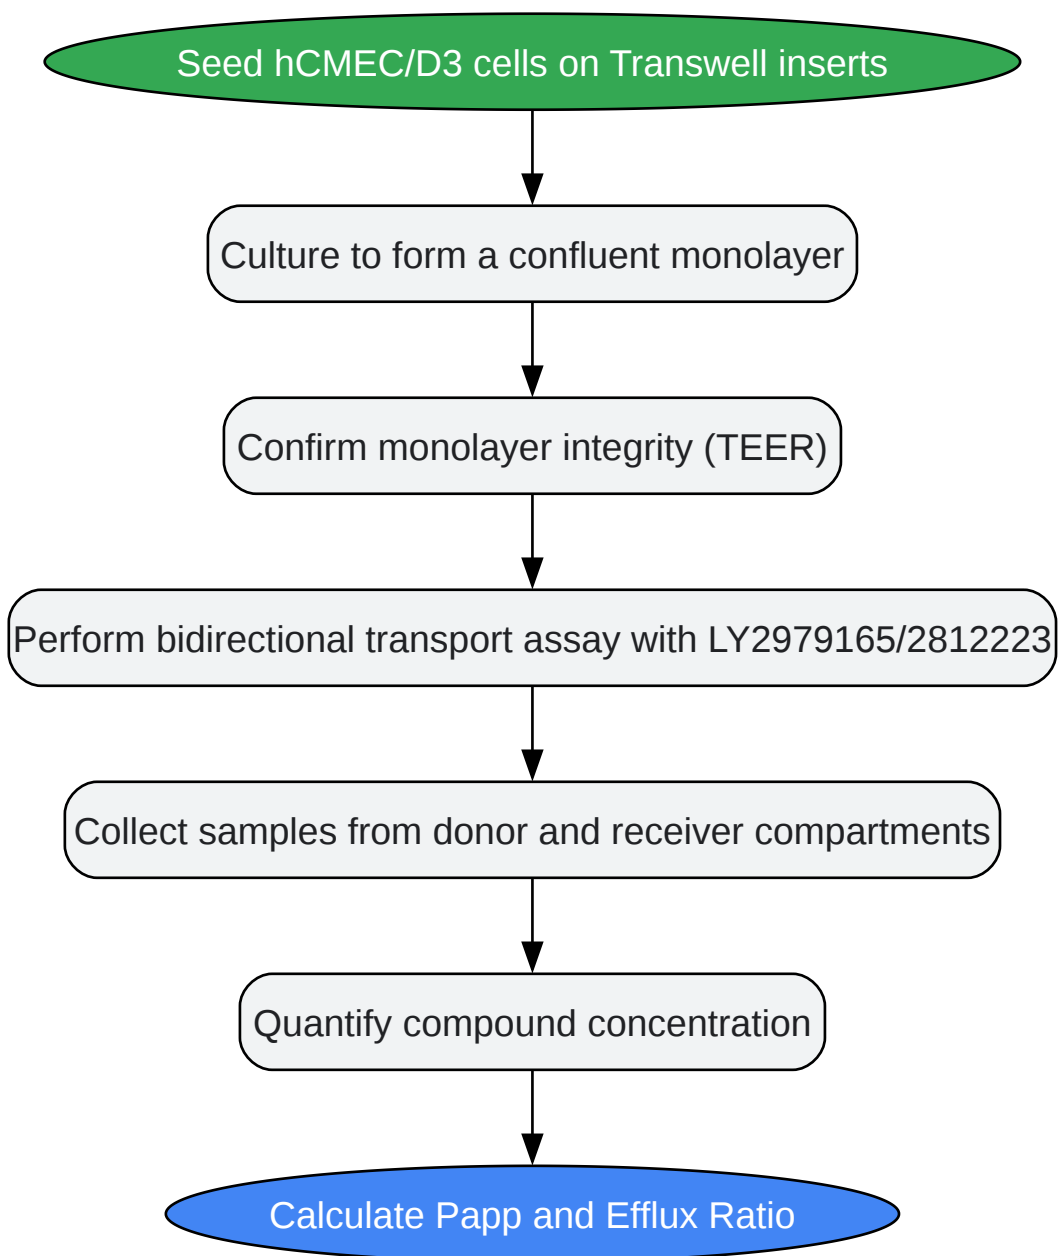 Seed hCMEC/D3 cells on Transwell inserts
Culture to form a confluent monolayer
Confirm monolayer integrity (TEER)
Perform bidirectional transport assay with LY2979165/2812223
Collect samples from donor and receiver compartments
Quantify compound concentration
Calculate Papp and Efflux Ratio